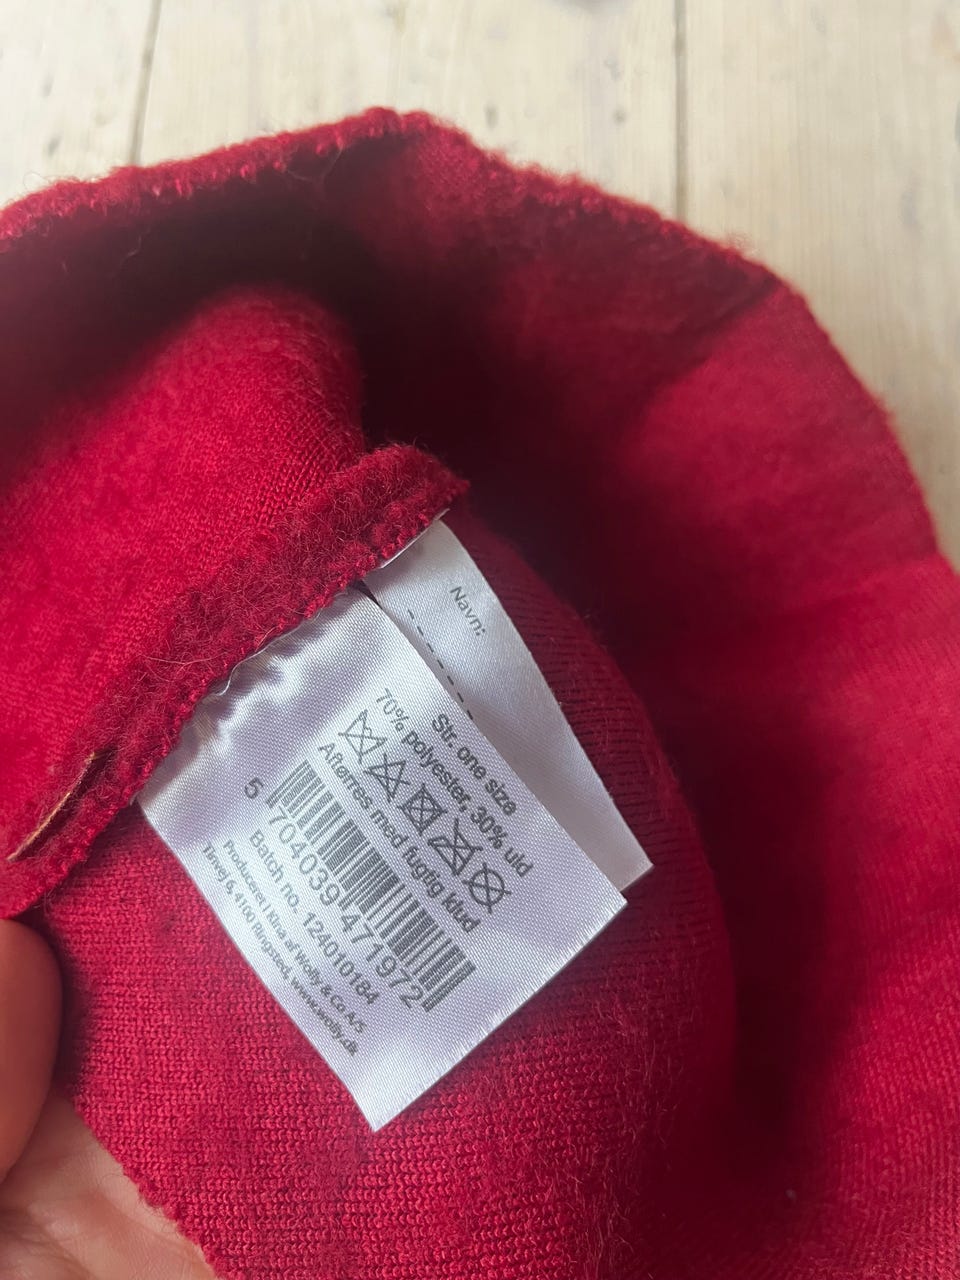 Navn:
Str. one size
70% polyester, 30% uld
Aftørres med fugtig klud
5 704039 471972
Batch no. 124010184
Produceret i Kina af Wolly & Co A/S
Tinvej 6, 4100 Ringsted, www.wolly.dk